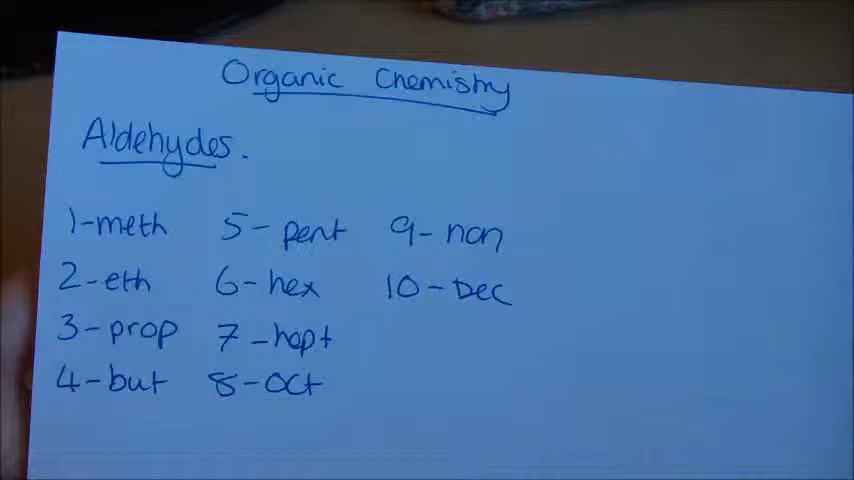 Organic Chemistry
Aldehydes.
1-meth 5- pent 9- non
2-eth 6-hex 10-Dec
3-prop 7-hept
4-but 8-oct